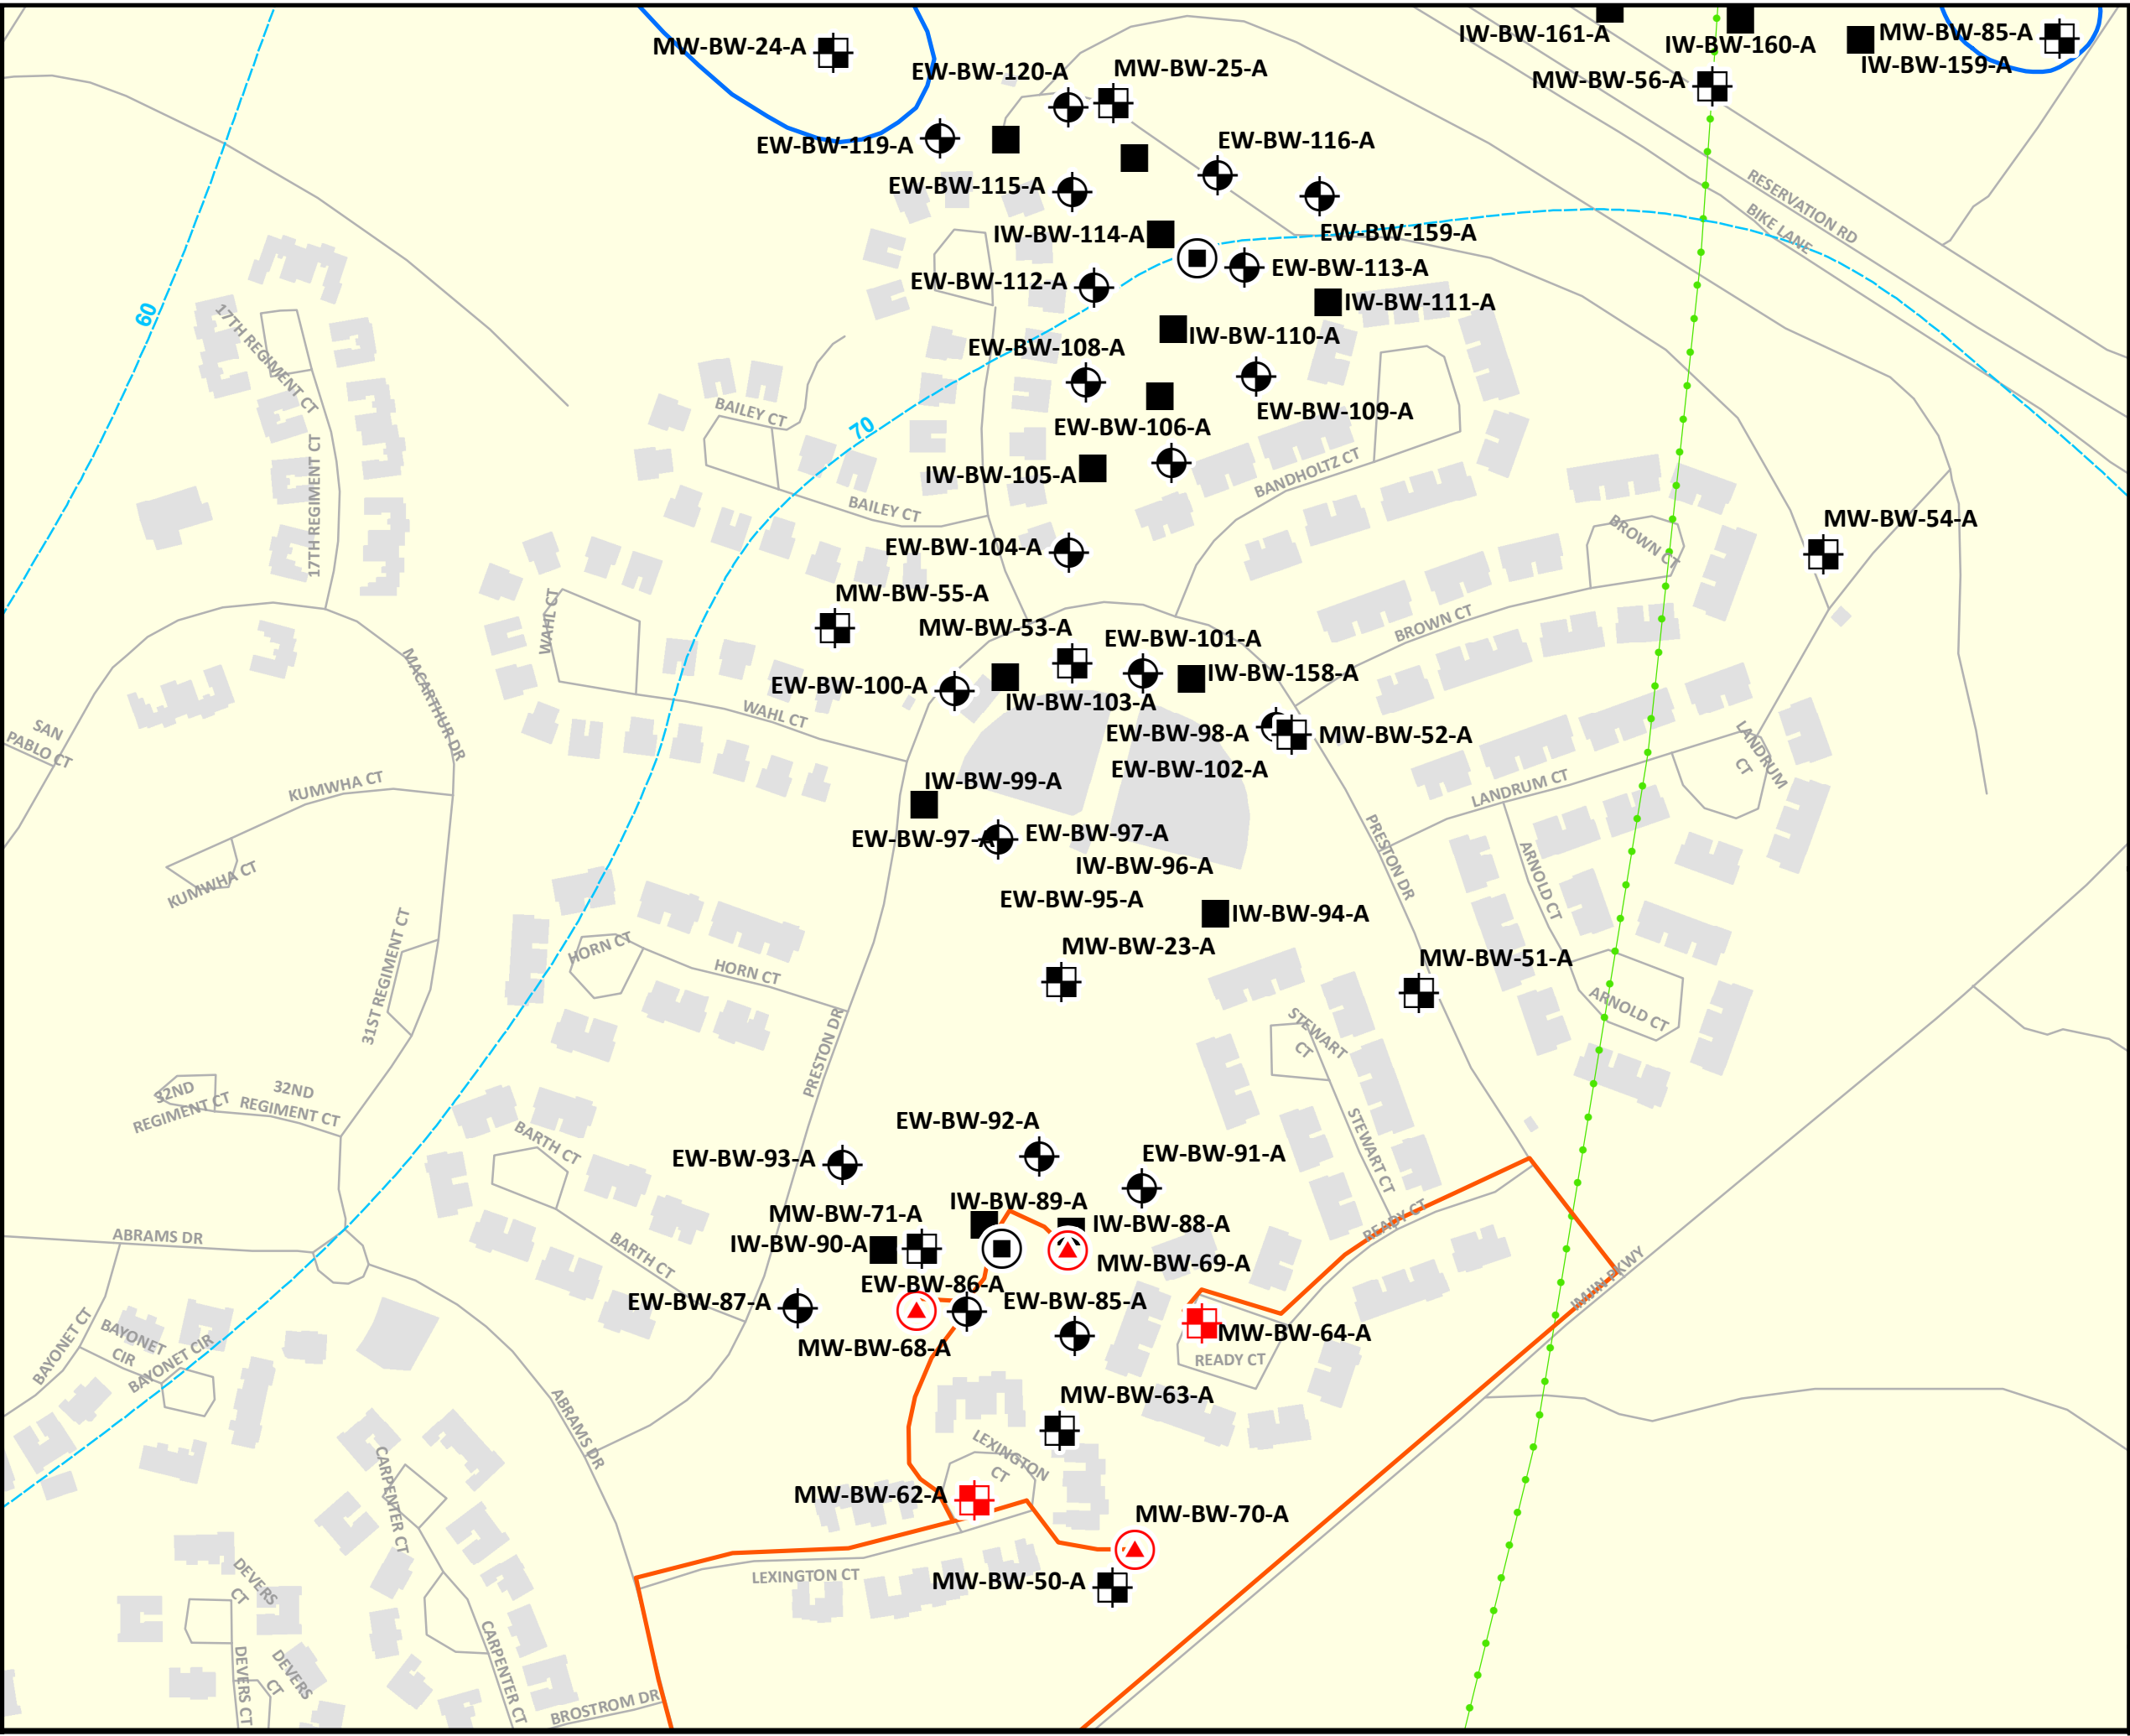 IW-BW-161-A
IW-BW-160-A
MW-BW-85-A
IW-BW-159-A
MW-BW-24-A
EW-BW-120-A
MW-BW-25-A
MW-BW-56-A
EW-BW-119-A
EW-BW-116-A
EW-BW-115-A
RESERVATION RD
BIKE LANE
IW-BW-114-A
EW-BW-159-A
EW-BW-112-A
EW-BW-113-A
IW-BW-111-A
60
17TH REGIMENT CT
IW-BW-110-A
EW-BW-108-A
BAILEY CT
70
EW-BW-109-A
EW-BW-106-A
17TH REGIMENT CT
IW-BW-105-A
BANDHOLTZ CT
BAILEY CT
MW-BW-54-A
BROWN CT
EW-BW-104-A
MW-BW-55-A
WAHL CT
MW-BW-53-A
EW-BW-101-A
BROWN CT
IW-BW-158-A
MACARTHUR DR
EW-BW-100-A
IW-BW-103-A
WAHL CT
SAN
PABLO CT
EW-BW-98-A
MW-BW-52-A
LANDRUM
CT
EW-BW-102-A
KUMWHA CT
IW-BW-99-A
LANDRUM CT
EW-BW-97-A
EW-BW-97-A
PRESTON DR
IW-BW-96-A
KUMWHA CT
ARNOLD CT
EW-BW-95-A
IW-BW-94-A
HORN CT
MW-BW-23-A
MW-BW-51-A
31ST REGIMENT CT
HORN CT
ARNOLD CT
STEWART
CT
PRESTON DR
32ND
REGIMENT CT
32ND
REGIMENT CT
EW-BW-92-A
BARTH CT
STEWART CT
EW-BW-93-A
EW-BW-91-A
IW-BW-89-A
MW-BW-71-A
IW-BW-88-A
READY CT
ABRAMS DR
IW-BW-90-A
BARTH CT
MW-BW-69-A
EW-BW-86-A
IMJIN PKWY
EW-BW-87-A
EW-BW-85-A
MW-BW-64-A
BAYONET CT
BAYONET
CIR
BAYONET CIR
MW-BW-68-A
READY CT
MW-BW-63-A
ABRAMS DR
LEXINGTON
CT
CARPENTER CT
MW-BW-62-A
MW-BW-70-A
DEVERS
CT
LEXINGTON CT
MW-BW-50-A
DEVERS CT
DEVERS
CT
CARPENTER CT
BROSTROM DR